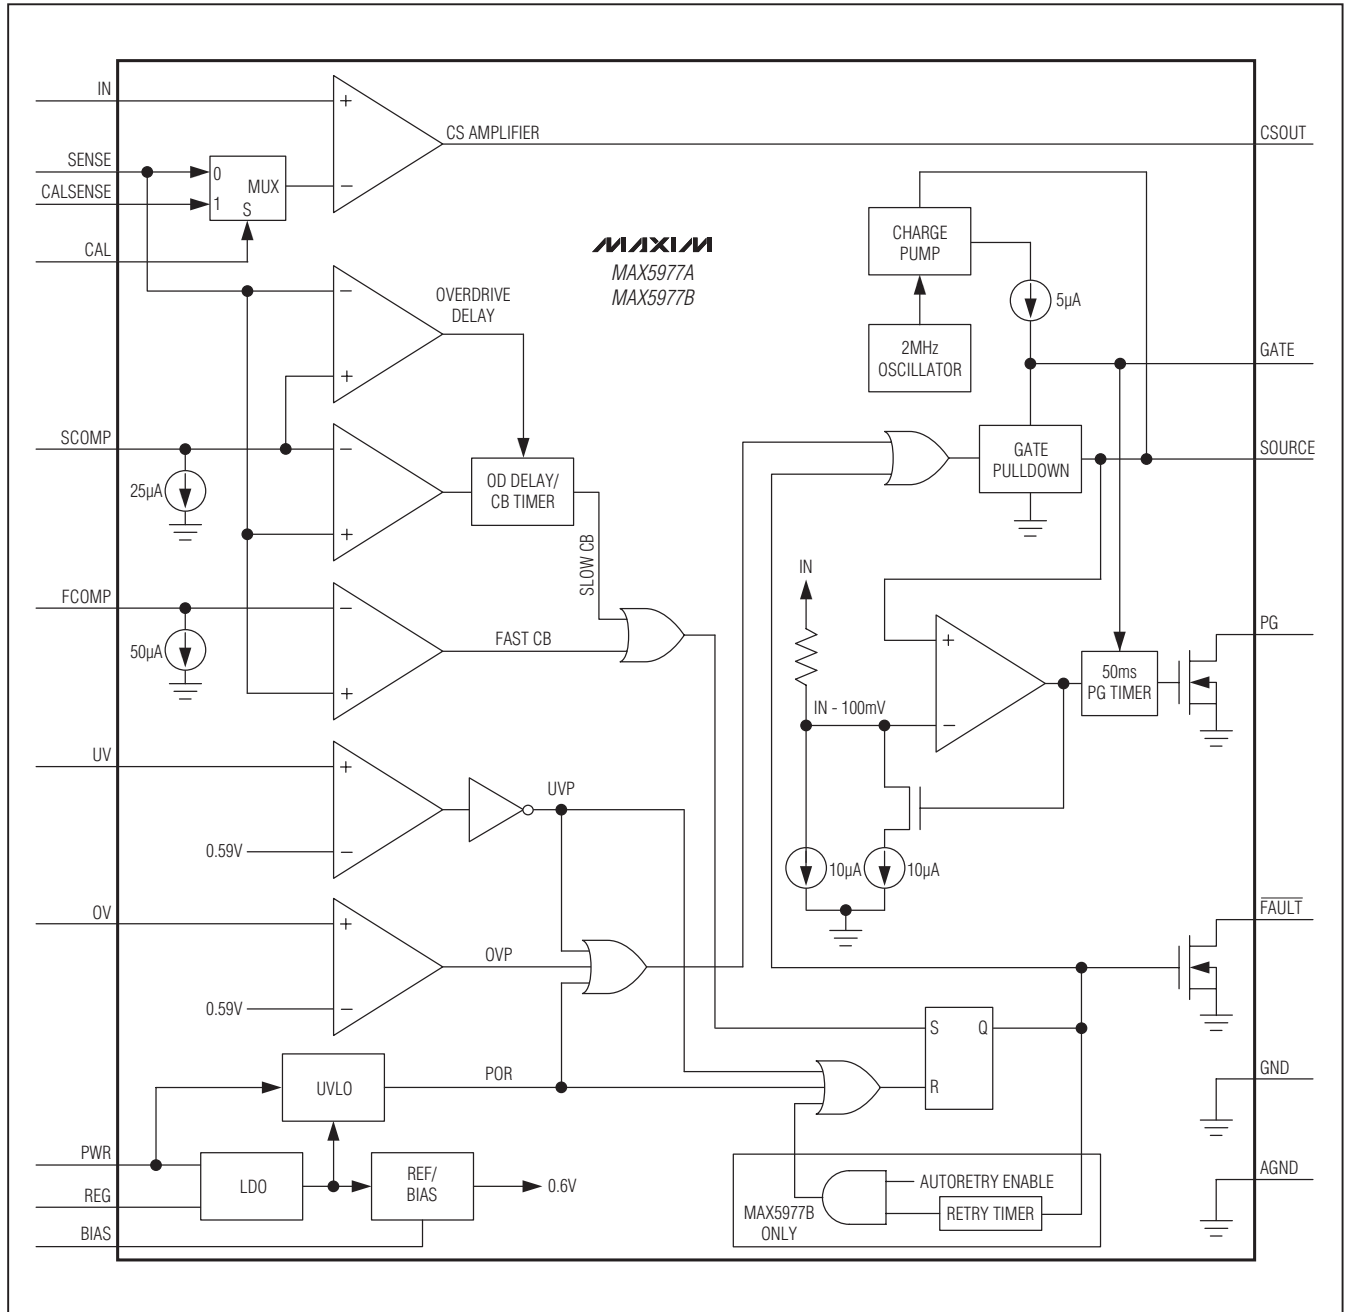 IN
SENSE
CALSENSE
CAL
0
1
MUX
S
+
−
CS AMPLIFIER
CSOUT
MAXIM
MAX5977A
MAX5977B
CHARGE
PUMP
5µA
2MHz
OSCILLATOR
GATE
−
+
OVERDRIVE
DELAY
SCOMP
25µA
−
+
OD DELAY/
CB TIMER
SLOW CB
GATE
PULLDOWN
SOURCE
FCOMP
50µA
−
+
FAST CB
IN
IN - 100mV
+
−
50ms
PG TIMER
PG
10µA
10µA
UV
+
−
0.59V
UVP
OV
+
−
0.59V
OVP
FAULT
S
Q
R
UVLO
POR
GND
PWR
REG
BIAS
LDO
REF/
BIAS
0.6V
MAX5977B
ONLY
AUTORETRY ENABLE
RETRY TIMER
AGND